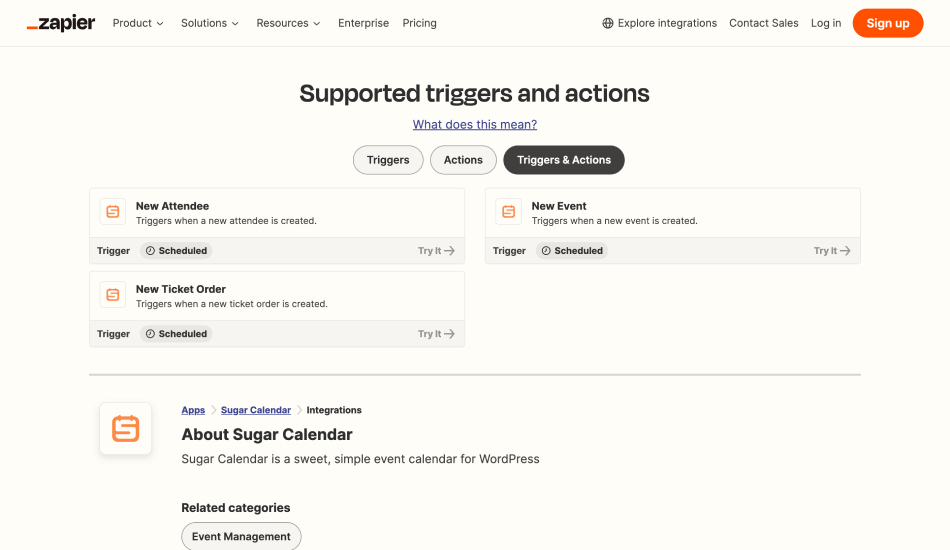 zapier Product Solutions Resources Enterprise Pricing Explore integrations Contact Sales Log in Sign up
Supported triggers and actions
What does this mean?
Triggers Actions Triggers & Actions
New Attendee
Triggers when a new attendee is created.
Trigger Scheduled Try It
New Event
Triggers when a new event is created.
Trigger Scheduled Try It
New Ticket Order
Triggers when a new ticket order is created.
Trigger Scheduled Try It
Apps Sugar Calendar Integrations
About Sugar Calendar
Sugar Calendar is a sweet, simple event calendar for WordPress
Related categories
Event Management